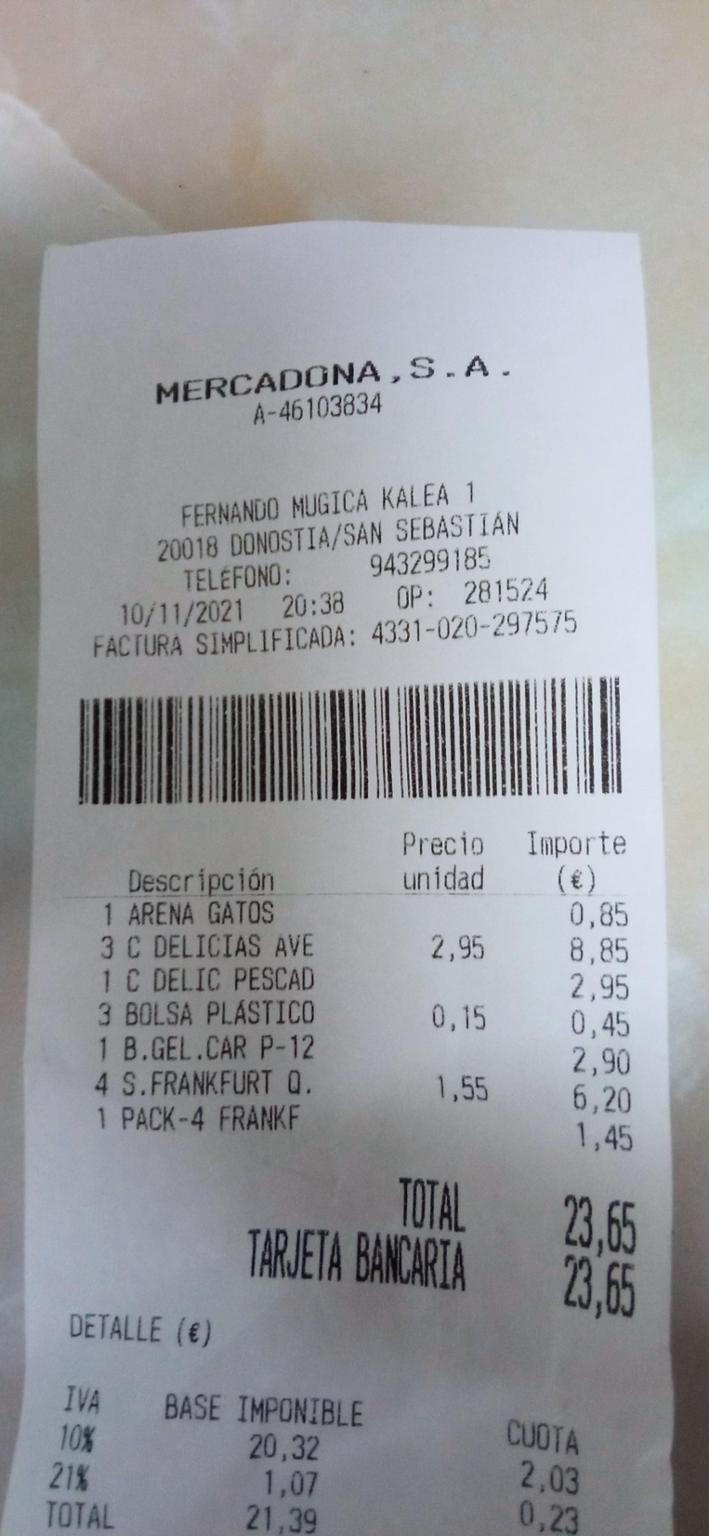 MERCADONA,S.A.
A-46103834
FERNANDO MUGICA KALEA 1
20018 DONOSTIA/SAN SEBASTIÁN
TELÉFONO: 943299185
10/11/2021 20:38 OP: 281524
FACTURA SIMPLIFICADA: 4331-020-297575
Precio Importe
Descripción unidad (€)
1 ARENA GATOS 0,85
3 C DELICIAS AVE 2,95 8,85
1 C DELIC PESCAD 2,95
3 BOLSA PLÁSTICO 0,15 0,45
1 B.GEL.CAR P-12 2,90
4 S.FRANKFURT Q. 1,55 6,20
1 PACK-4 FRANKF 1,45
TOTAL 23,65
TARJETA BANCARIA 23,65
DETALLE (€)
IVA BASE IMPONIBLE CUOTA
10% 20,32 2,03
21% 1,07 0,23
TOTAL 21,39